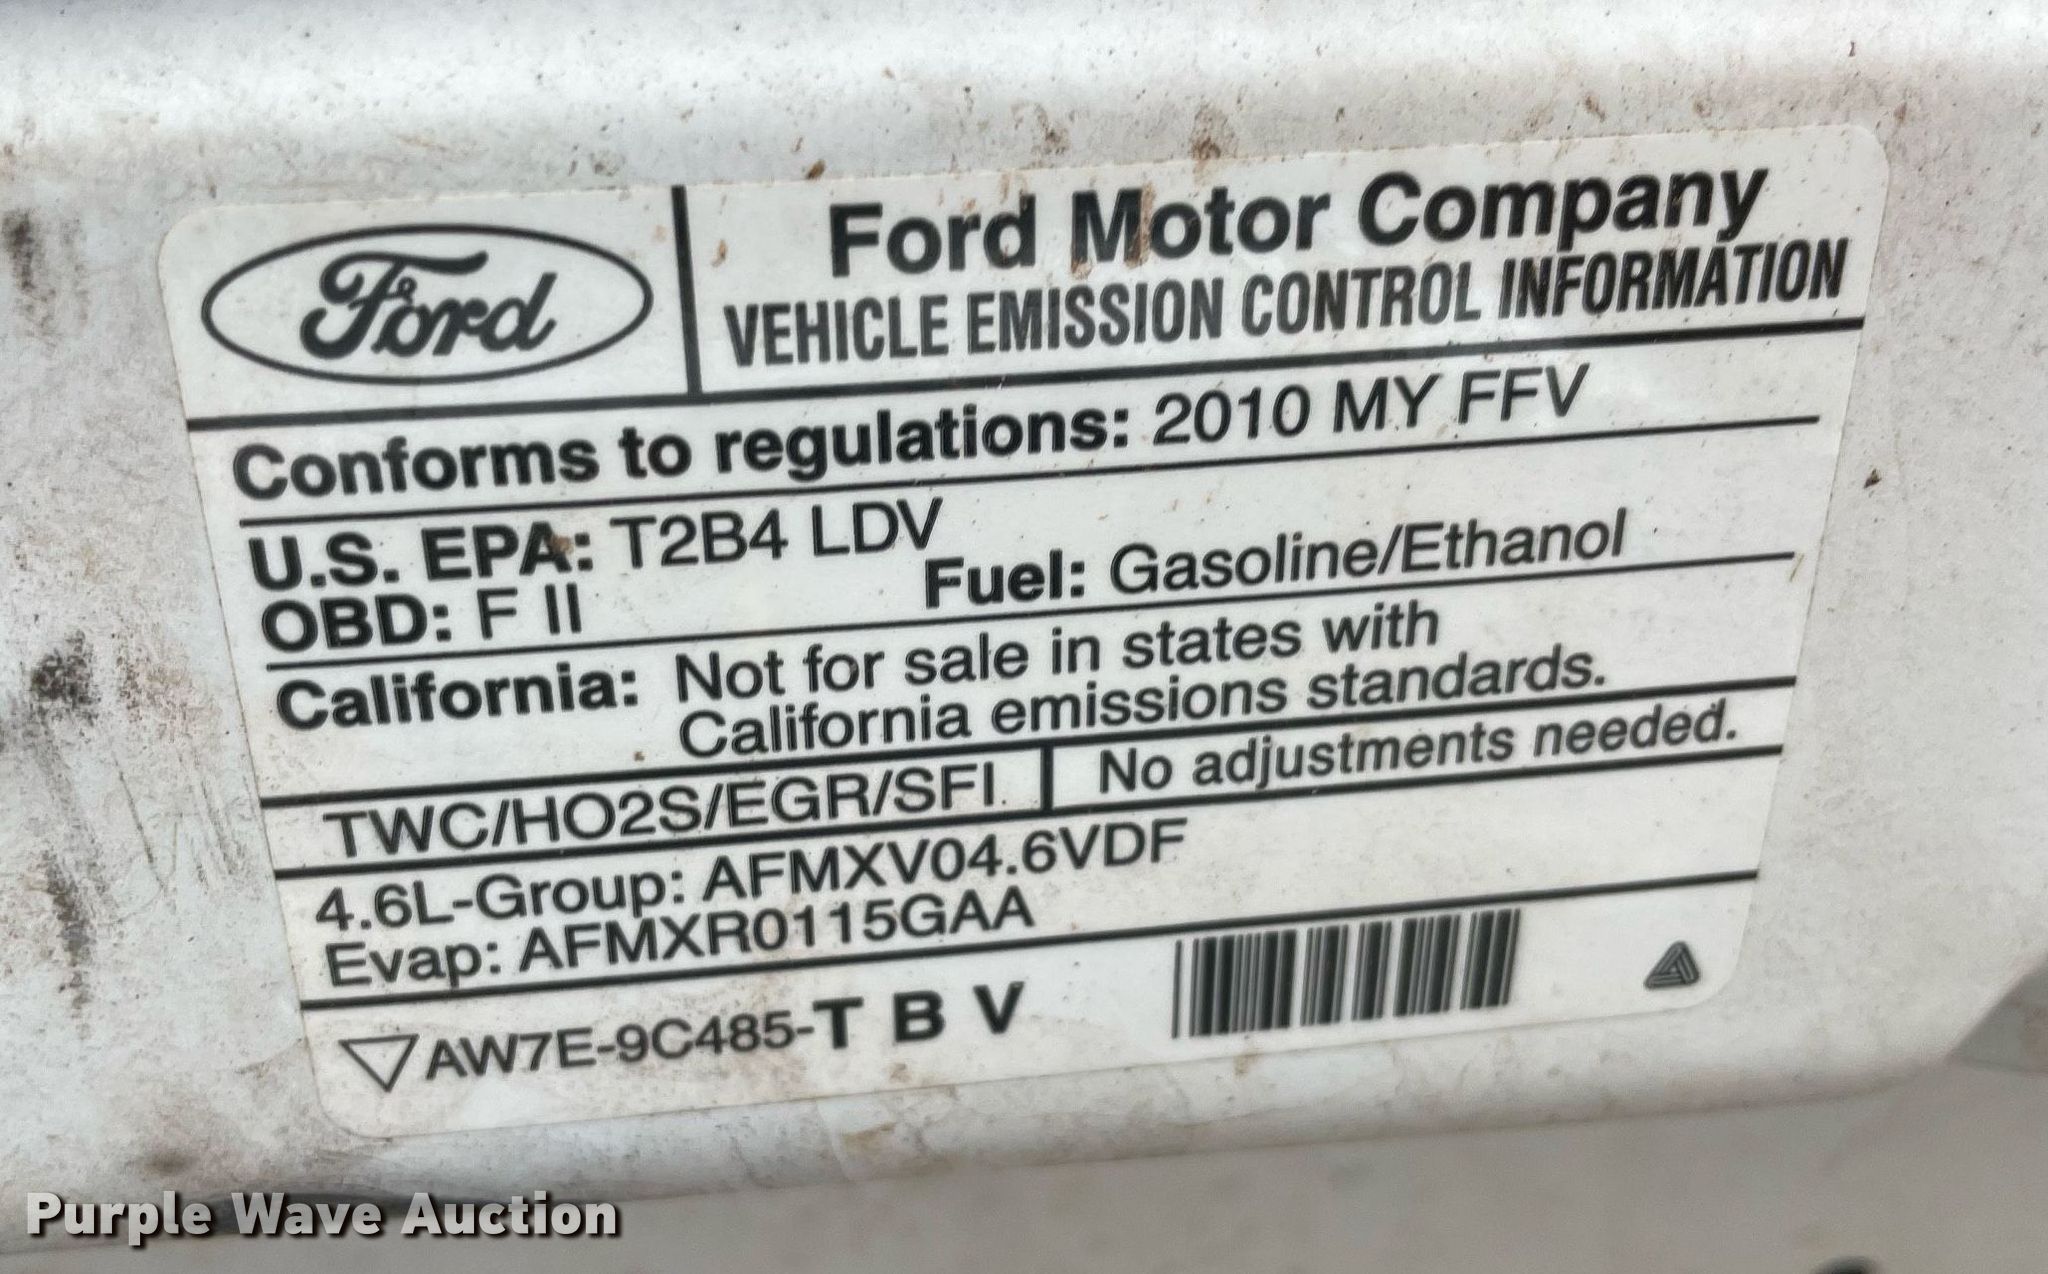 Ford
Ford Motor Company
VEHICLE EMISSION CONTROL INFORMATION
Conforms to regulations: 2010 MY FFV
U.S. EPA: T2B4 LDV
OBD: F II
Fuel: Gasoline/Ethanol
California: Not for sale in states with
California emissions standards.
TWC/HO2S/EGR/SFI
No adjustments needed.
4.6L-Group: AFMXV04.6VDF
Evap: AFMXR0115GAA
AW7E-9C485-T B V
Purple Wave Auction